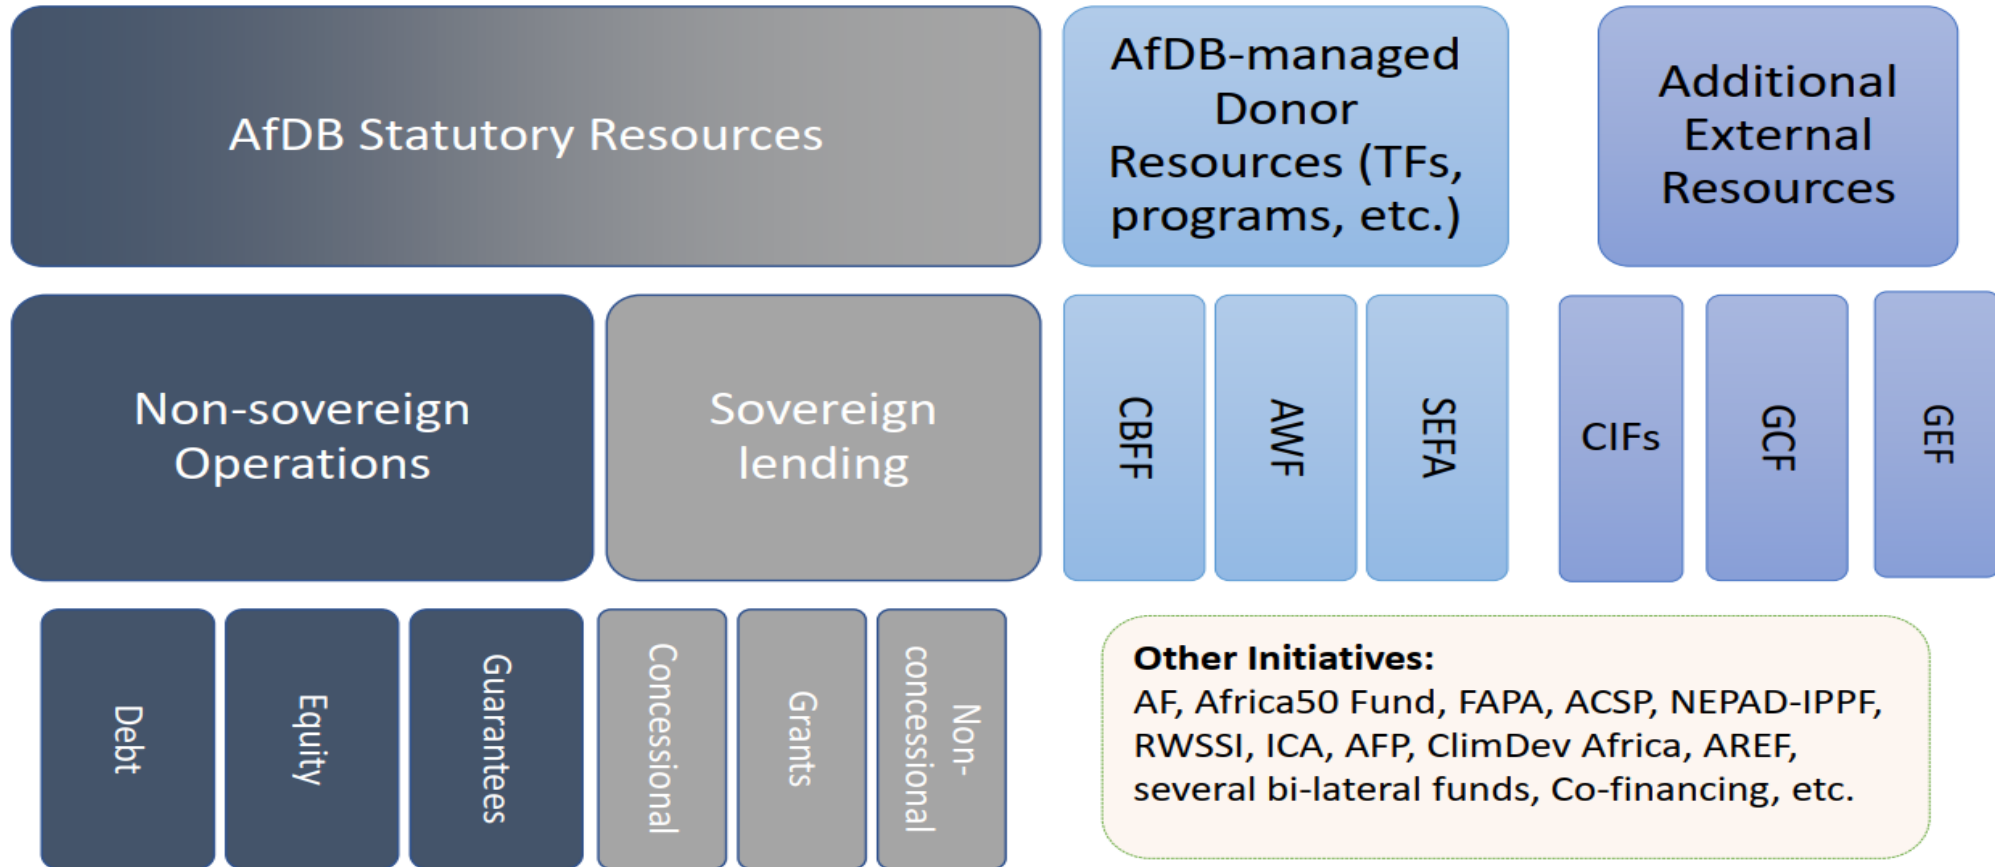 AfDB Statutory Resources
AfDB-managed
Donor
Resources (TFs,
programs, etc.)
Additional
External
Resources
Non-sovereign
Operations
Sovereign
lending
CBFF
AWF
SEFA
CIFs
GCF
GEF
Debt
Equity
Guarantees
Concessional
Grants
Non-
concessional
Other Initiatives:
AF, Africa50 Fund, FAPA, ACSP, NEPAD-IPPF,
RWSSI, ICA, AFP, ClimDev Africa, AREF,
several bi-lateral funds, Co-financing, etc.